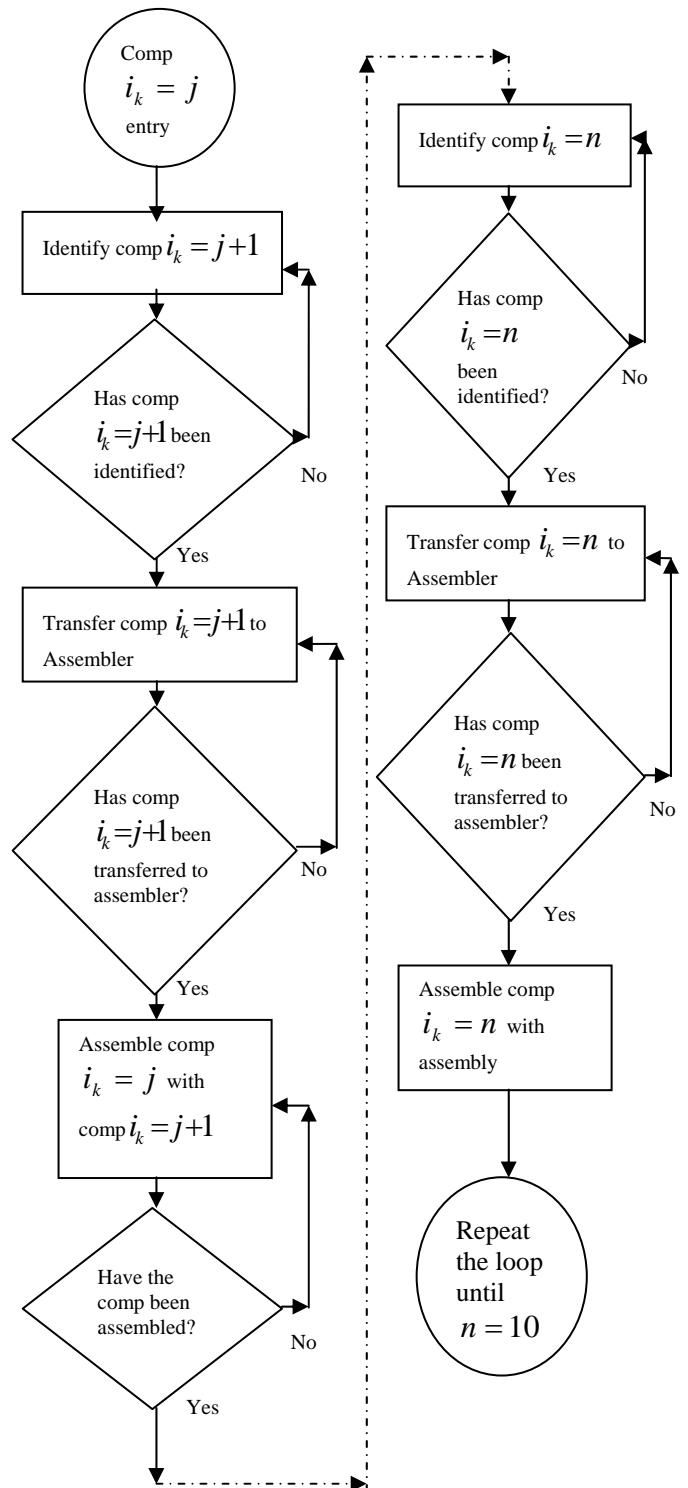 Comp
i_k = j
entry
Identify comp i_k = j+1
Has comp
i_k = j+1 been
identified?
No
Yes
Transfer comp i_k = j+1 to
Assembler
Has comp
i_k = j+1 been
transferred to
assembler?
No
Yes
Assemble comp
i_k = j with
comp i_k = j+1
Have the
comp been
assembled?
No
Yes
Identify comp i_k = n
Has comp
i_k = n
been
identified?
No
Yes
Transfer comp i_k = n to
Assembler
Has comp
i_k = n been
transferred to
assembler?
No
Yes
Assemble comp
i_k = n with
assembly
Repeat
the loop
until
n = 10